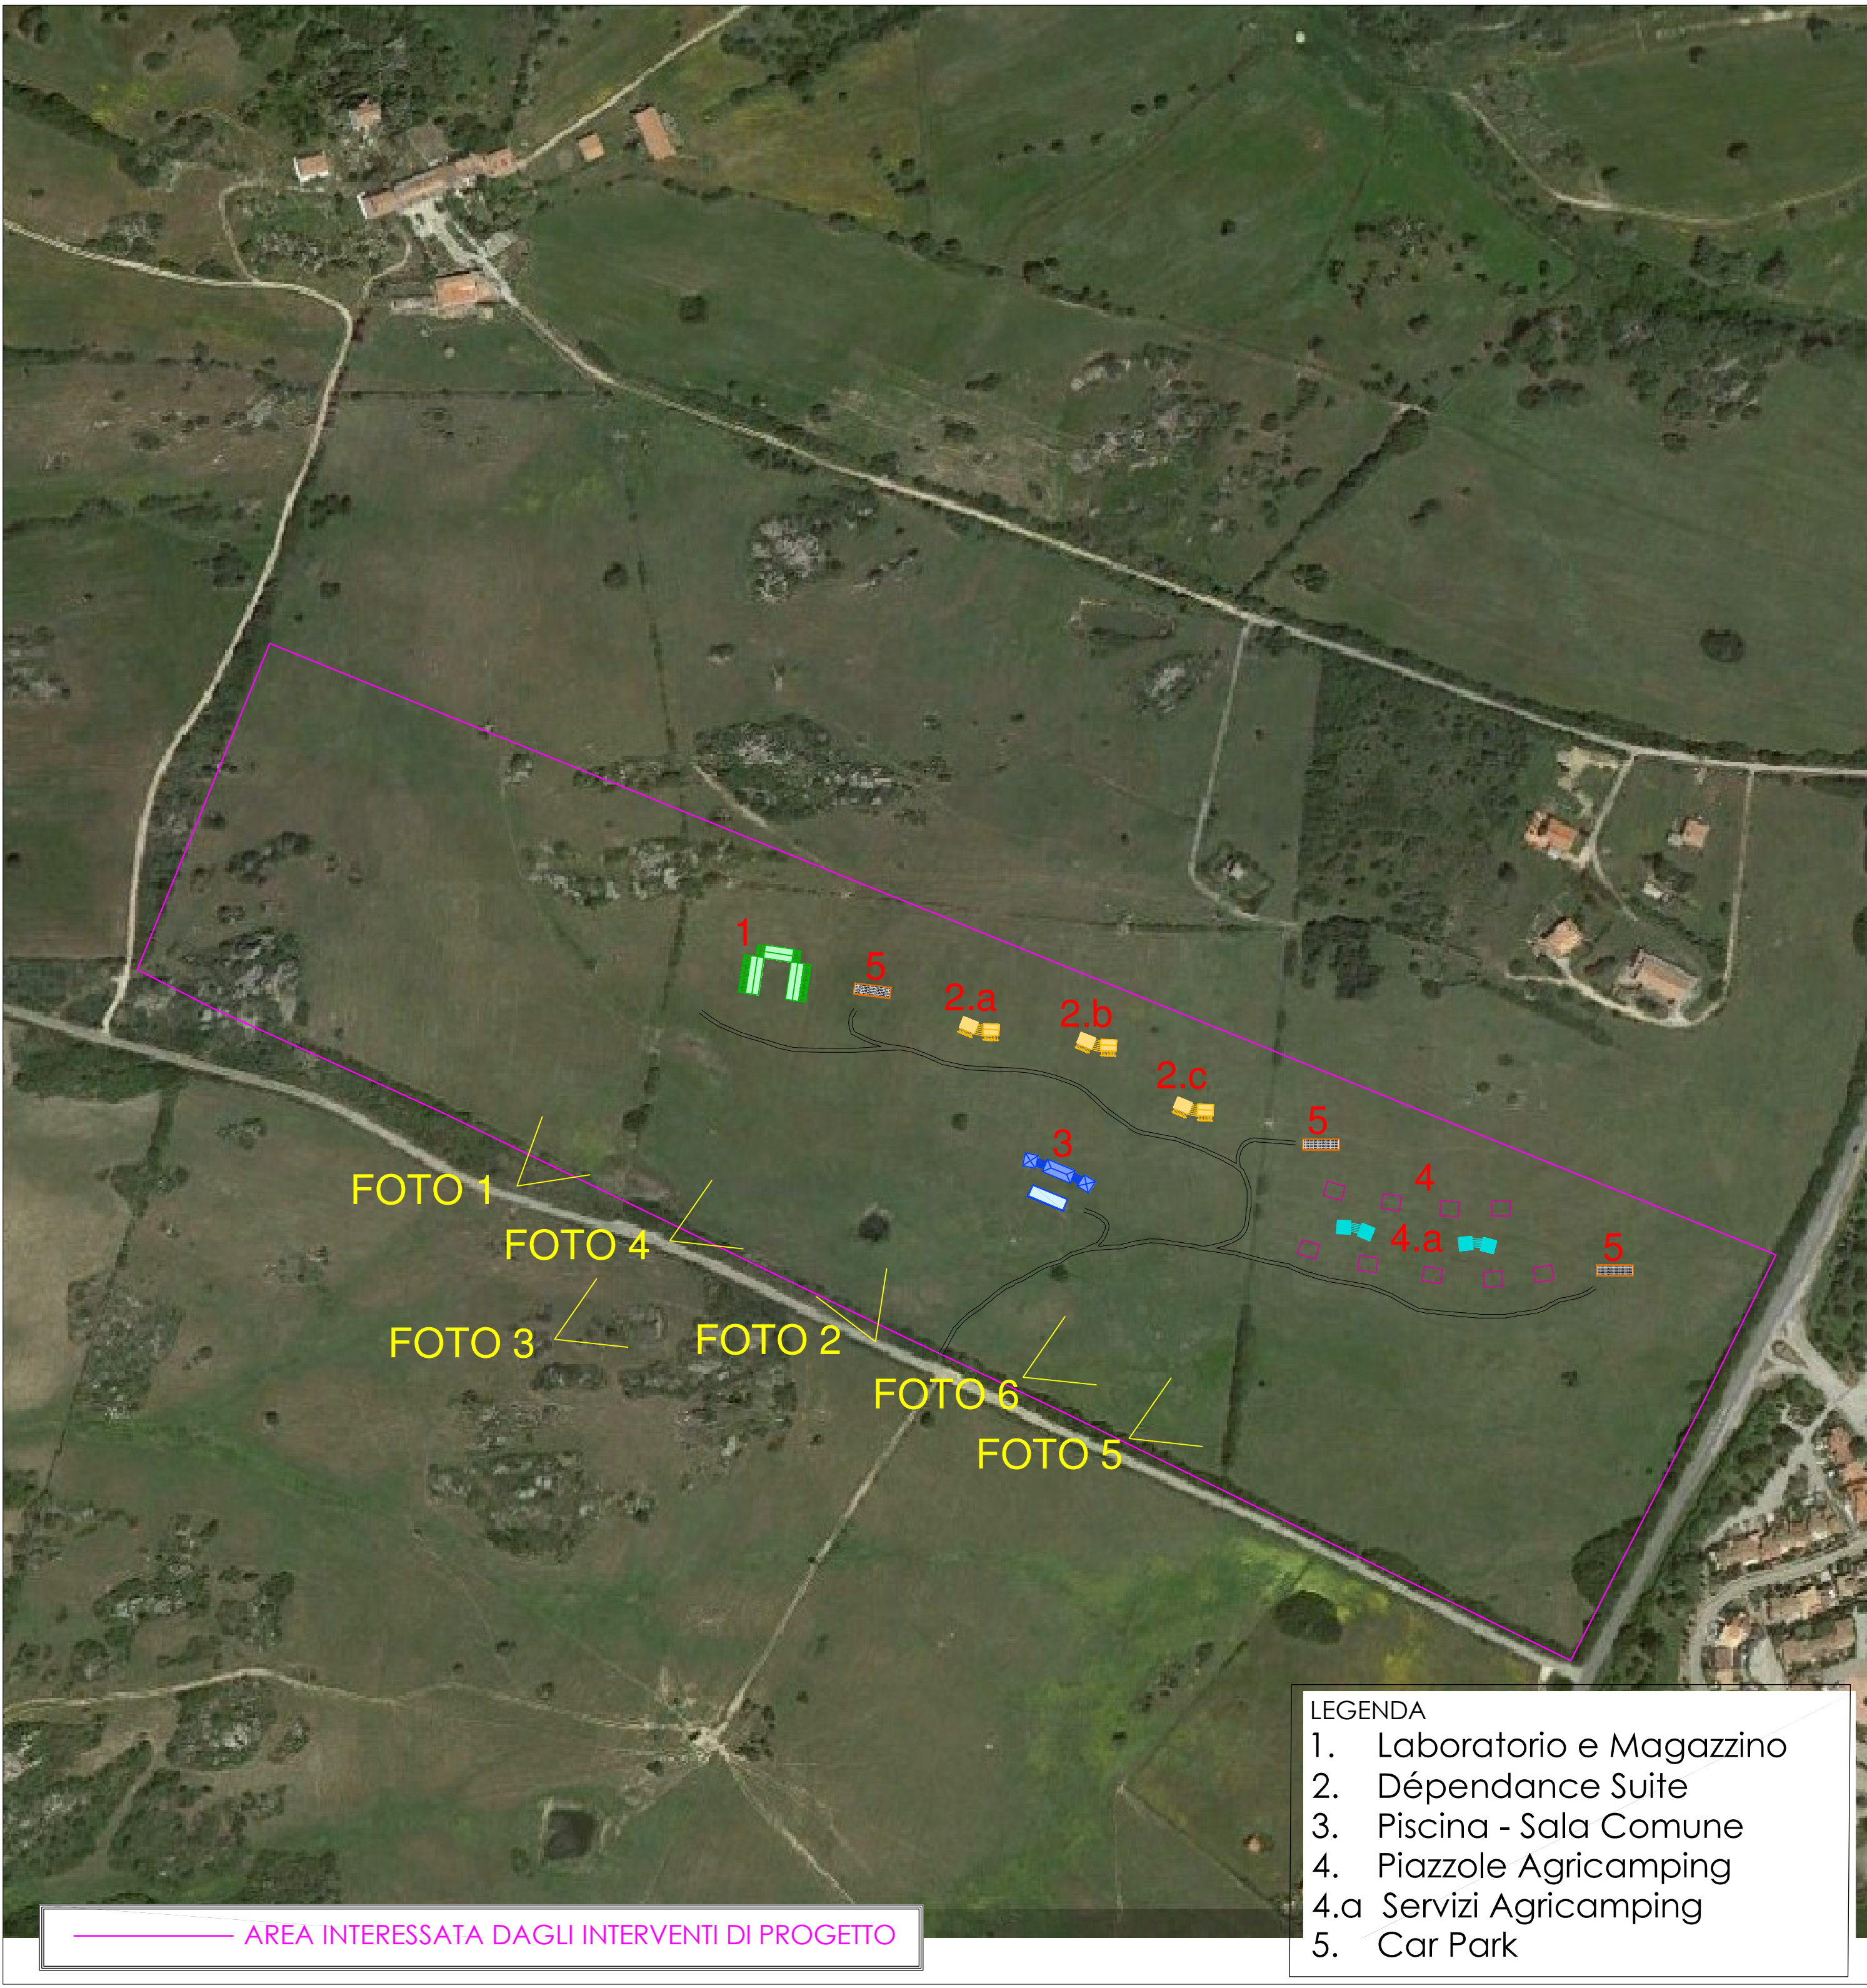 1
5
2.a
2.b
2.c
5
3
4
4.a
5
FOTO 1
FOTO 4
FOTO 3
FOTO 2
FOTO 6
FOTO 5
LEGENDA
1. Laboratorio e Magazzino
2. Dépendance Suite
3. Piscina - Sala Comune
4. Piazzole Agricamping
4.a Servizi Agricamping
5. Car Park
AREA INTERESSATA DAGLI INTERVENTI DI PROGETTO